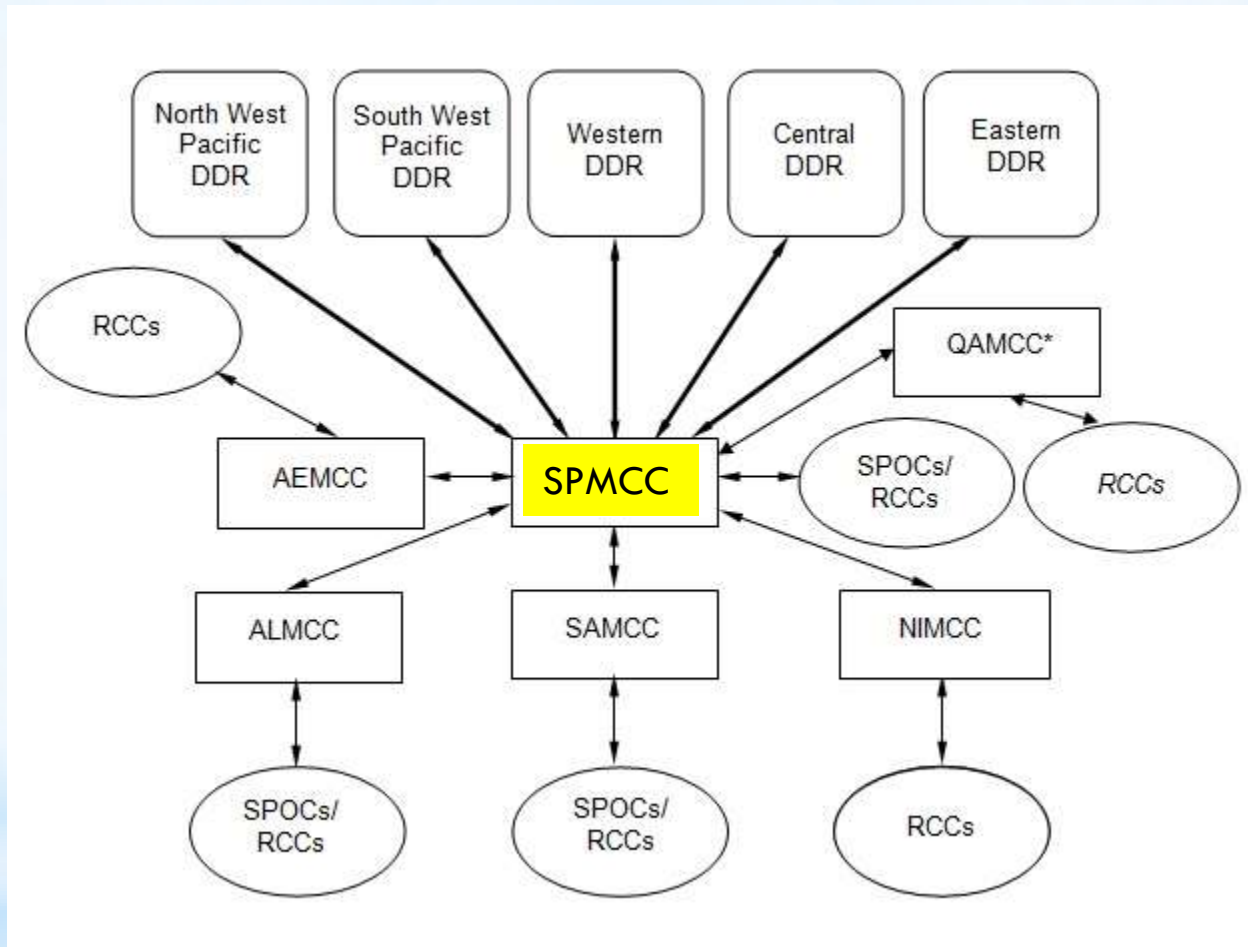 North West
Pacific
DDR
South West
Pacific
DDR
Western
DDR
Central
DDR
Eastern
DDR
RCCs
QAMCC*
AEMCC
SPMCC
SPOCs/
RCCs
RCCs
ALMCC
SAMCC
NIMCC
SPOCs/
RCCs
SPOCs/
RCCs
RCCs